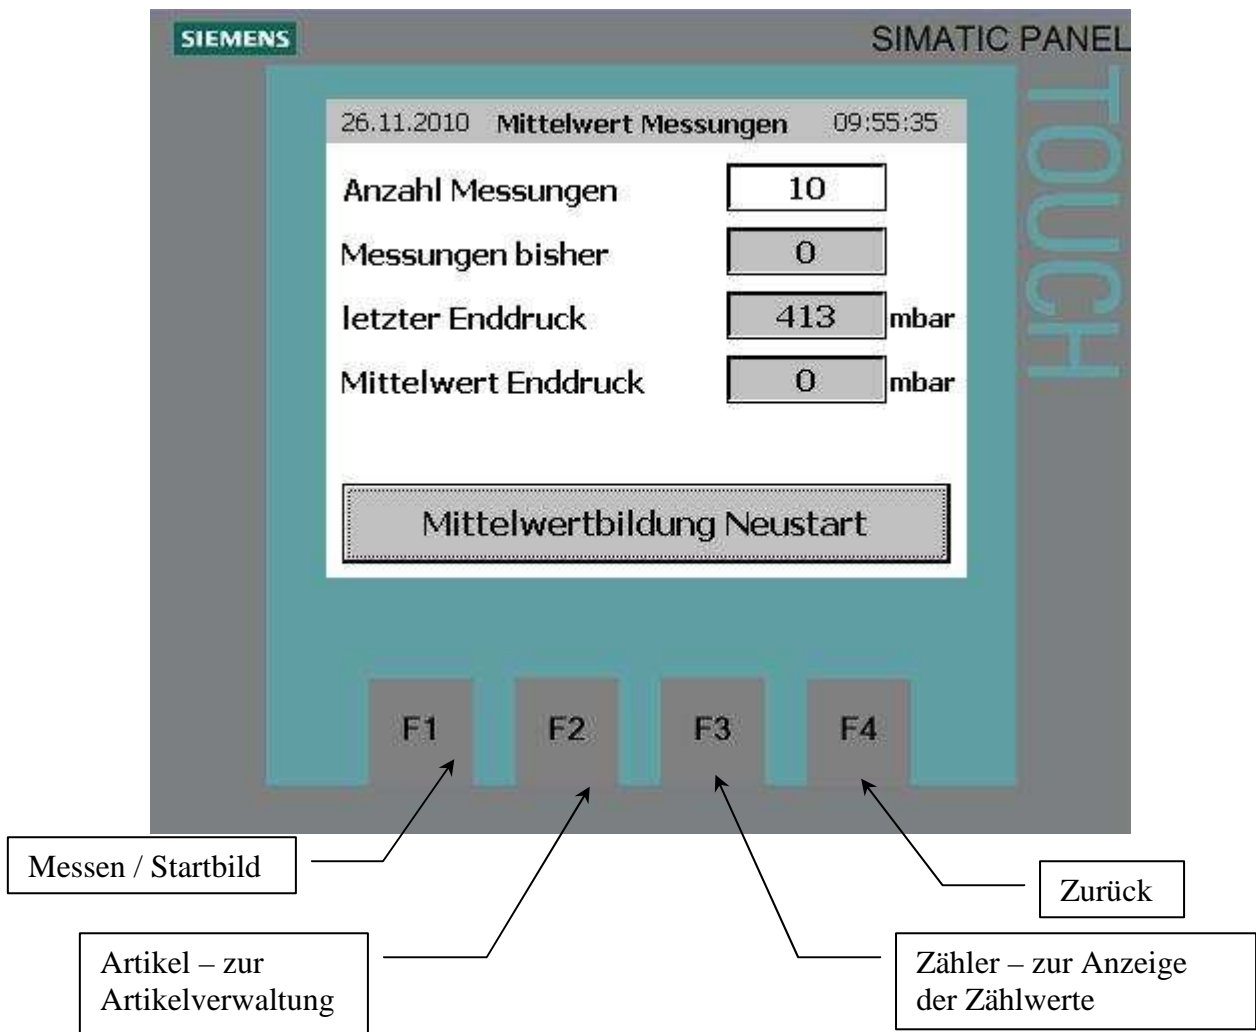 SIEMENS
SIMATIC PANEL
TOUCH
26.11.2010 Mittelwert Messungen 09:55:35
Anzahl Messungen 10
Messungen bisher 0
letzter Enddruck 413 mbar
Mittelwert Enddruck 0 mbar
Mittelwertbildung Neustart
F1 F2 F3 F4
Messen / Startbild
Zurück
Artikel – zur
Artikelverwaltung
Zähler – zur Anzeige
der Zählwerte